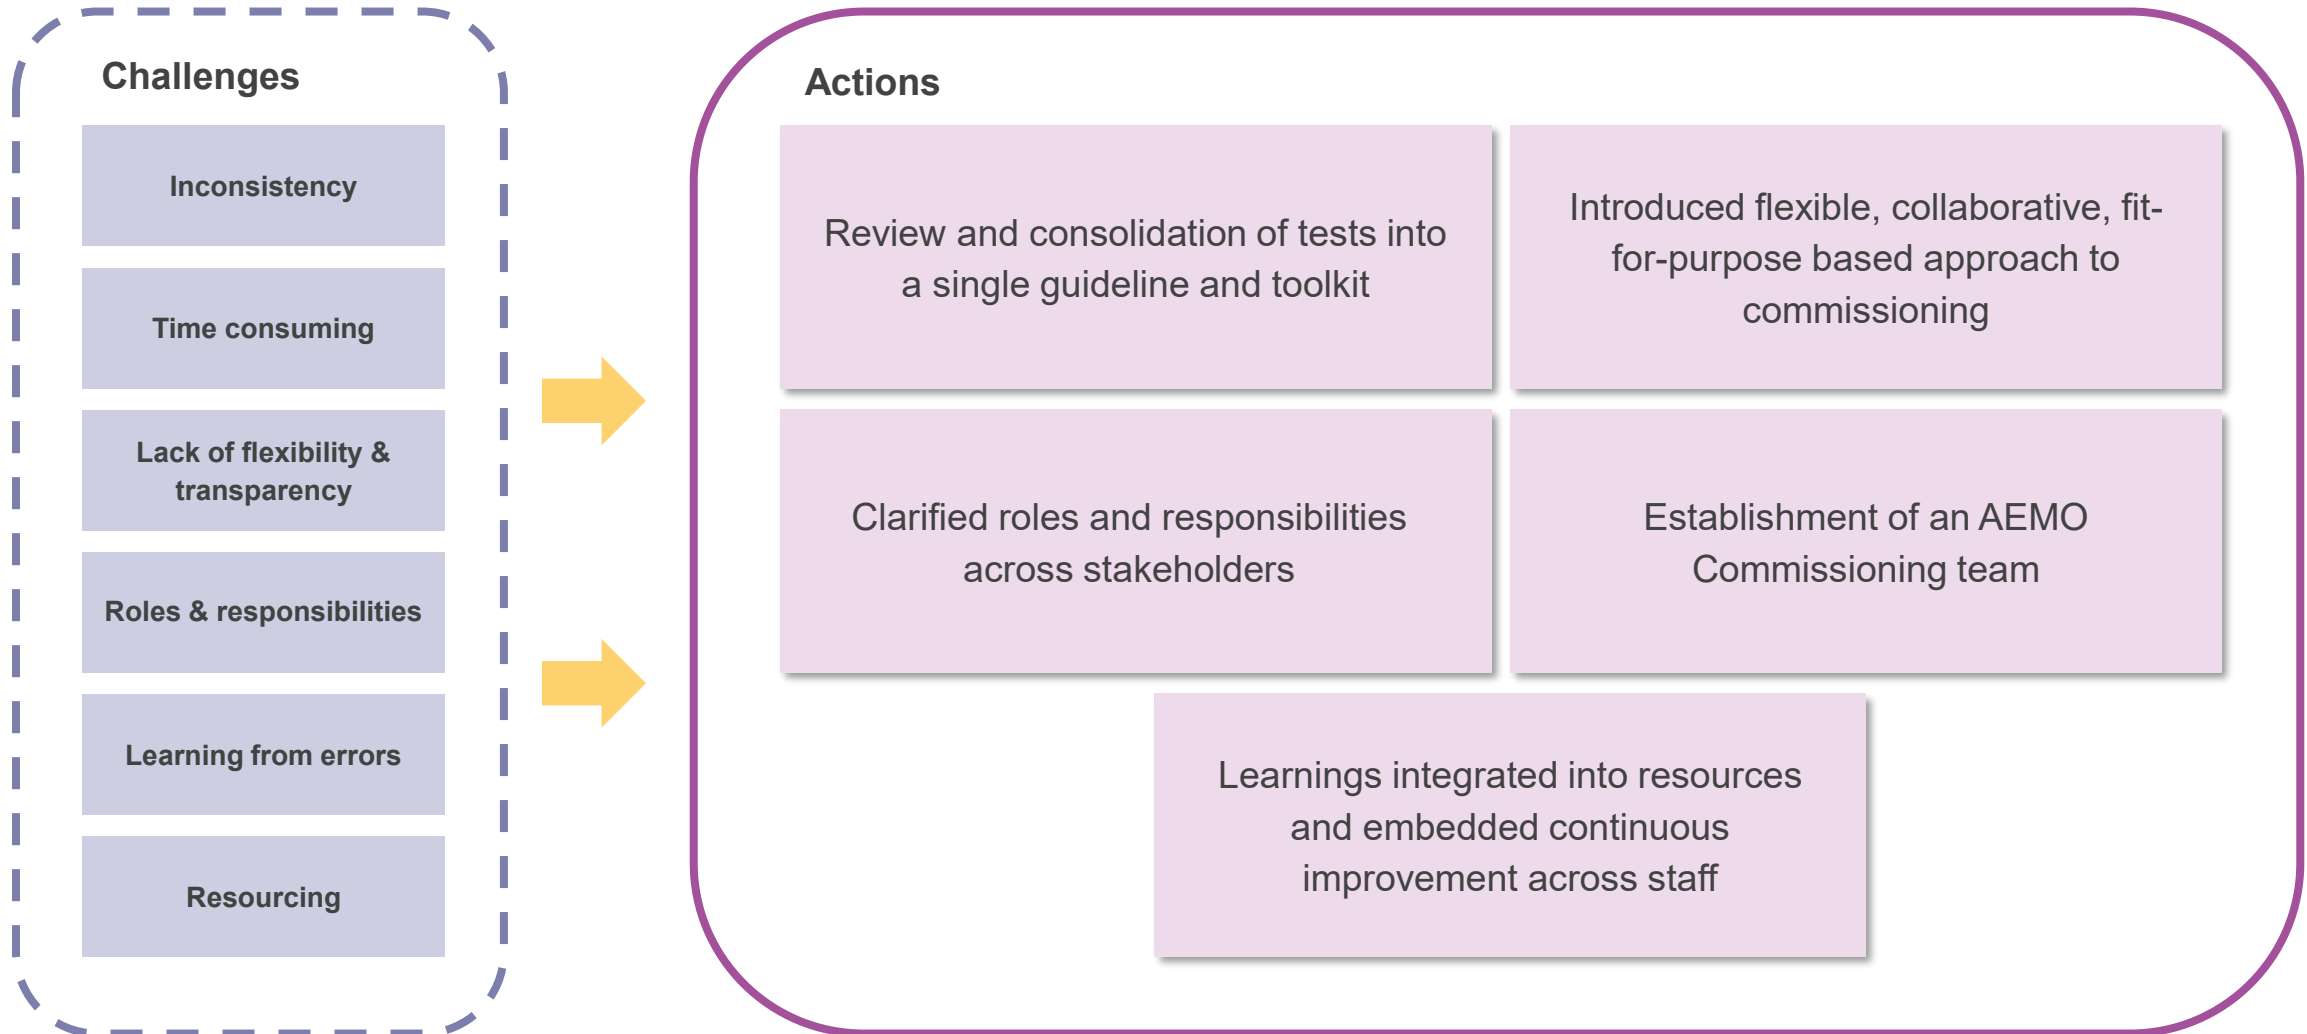 Challenges
Inconsistency
Time consuming
Lack of flexibility &
transparency
Roles & responsibilities
Learning from errors
Resourcing
Actions
Review and consolidation of tests into
a single guideline and toolkit
Introduced flexible, collaborative, fit-
for-purpose based approach to
commissioning
Clarified roles and responsibilities
across stakeholders
Establishment of an AEMO
Commissioning team
Learnings integrated into resources
and embedded continuous
improvement across staff